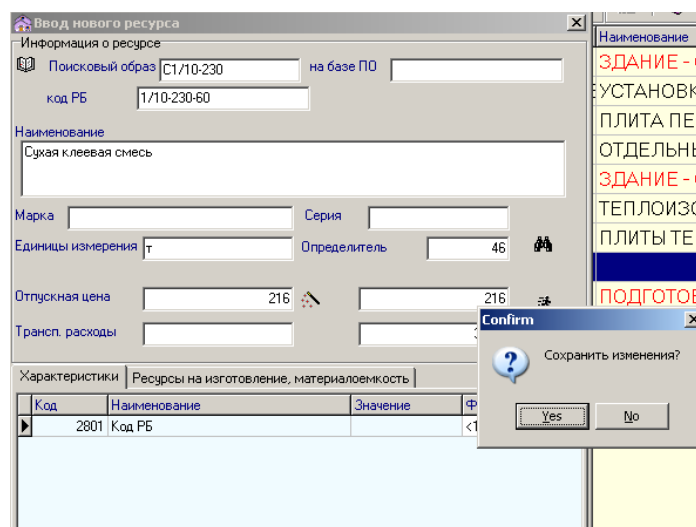 Ввод нового ресурса
Информация о ресурсе
Поисковый образ С1/10-230 на базе ПО
код РБ 1/10-230-60
Наименование
Сухая клеевая смесь
Марка Серия
Единицы измерения т Определитель 46
Отпускная цена 216 216
Трансп. расходы
Характеристики Ресурсы на изготовление, материалоемкость
Код Наименование Значение
2801 Код РБ
Наименование
ЗДАНИЕ -
УСТАНОВК
ПЛИТА ПЕ
ОТДЕЛЬНЫ
ЗДАНИЕ -
ТЕПЛОИЗО
ПЛИТЫ ТЕ
ПОДГОТОВ
Confirm
Сохранить изменения?
Yes No